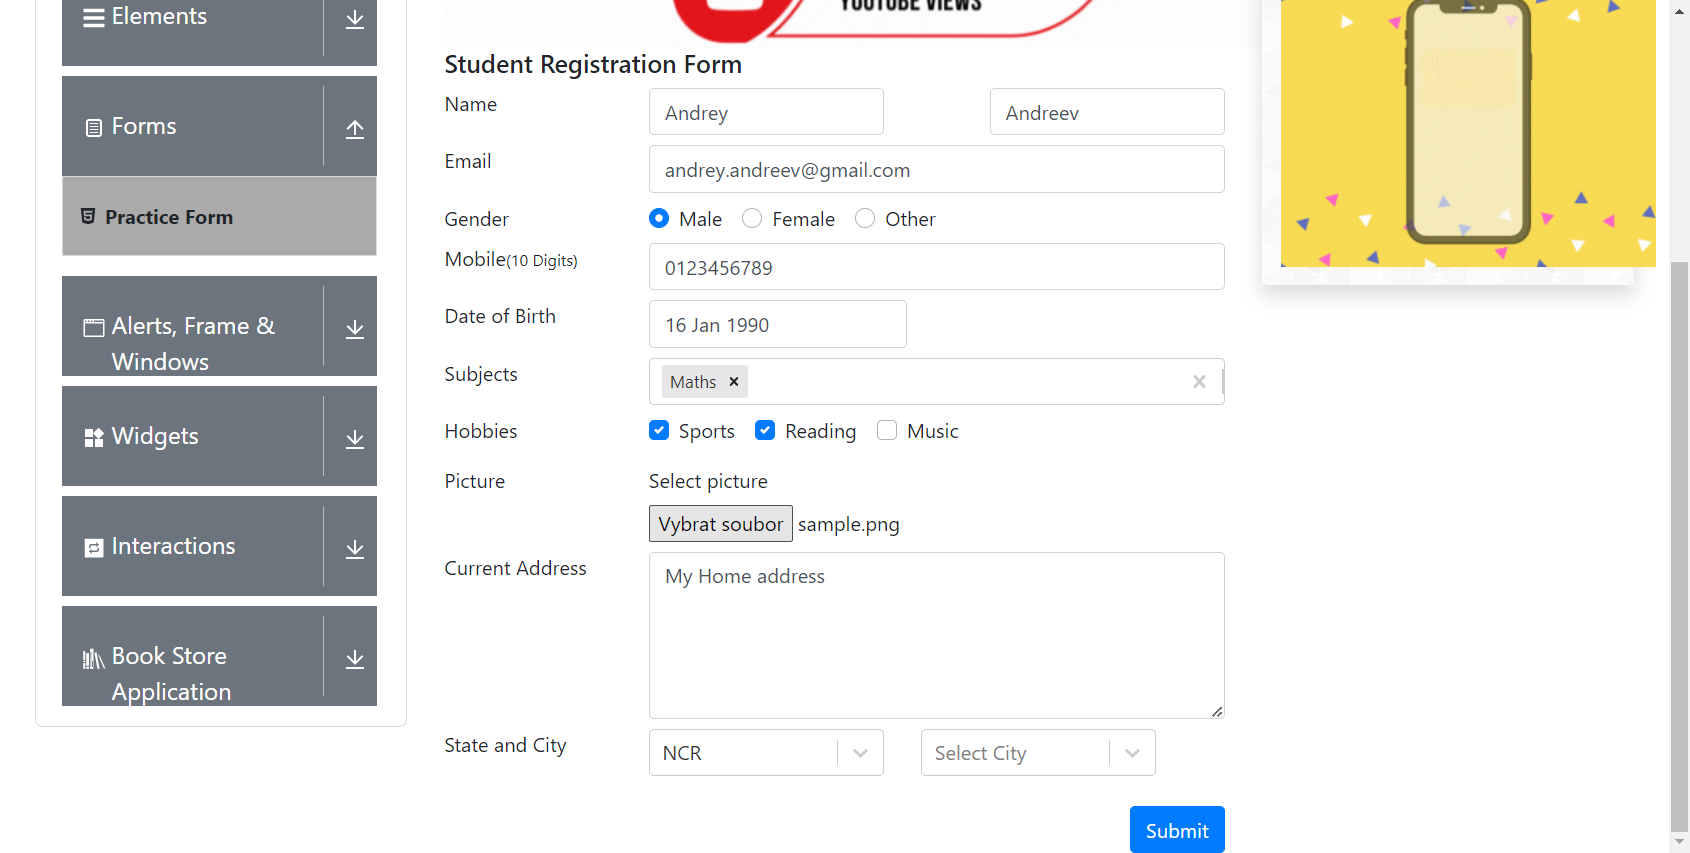 Elements
Forms
Practice Form
Alerts, Frame &
Windows
Widgets
Interactions
Book Store
Application
YOUTUBE VIEWS
Student Registration Form
Name Andrey Andreev
Email andrey.andreev@gmail.com
Gender Male Female Other
Mobile(10 Digits) 0123456789
Date of Birth 16 Jan 1990
Subjects Maths
Hobbies Sports Reading Music
Picture Select picture
Vybrat soubor sample.png
Current Address My Home address
State and City NCR Select City
Submit